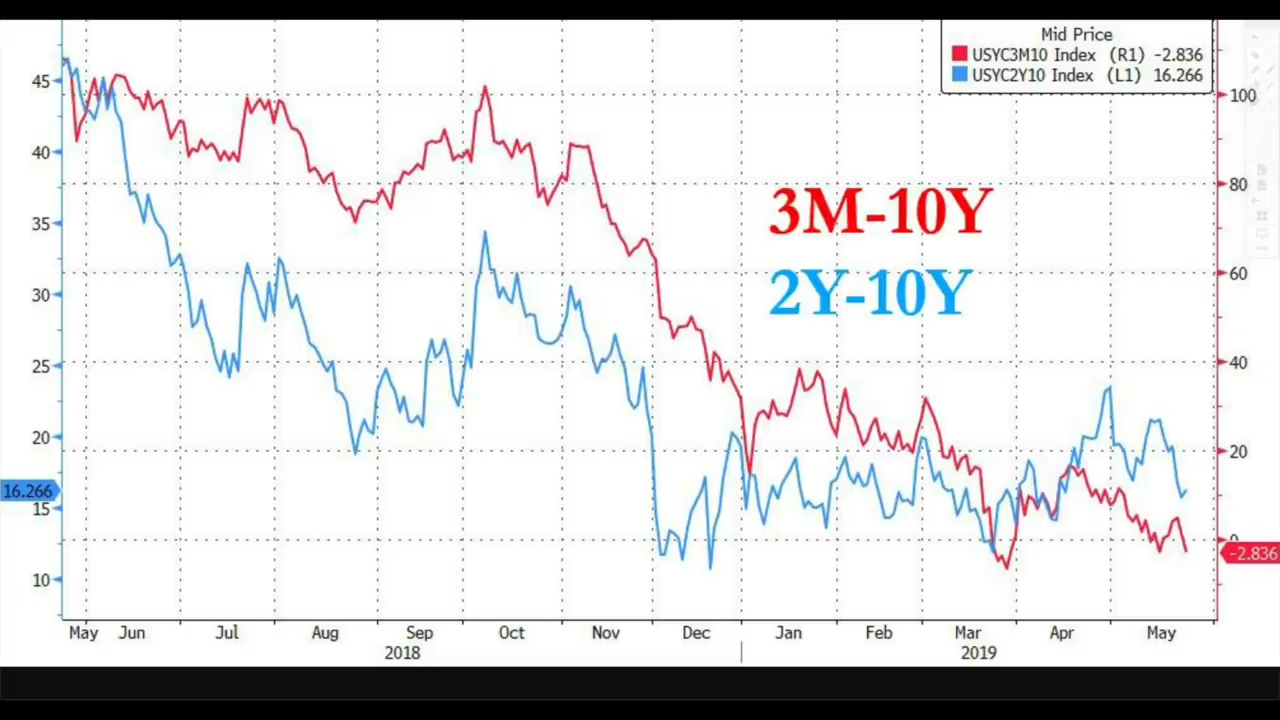 Mid Price
USYC3M10 Index (R1) -2.836
USYC2Y10 Index (L1) 16.266
3M-10Y
2Y-10Y
45
40
35
30
25
20
16.266
15
10
100
80
60
40
20
0
-2.836
May Jun Jul Aug Sep Oct Nov Dec Jan Feb Mar Apr May
2018 2019